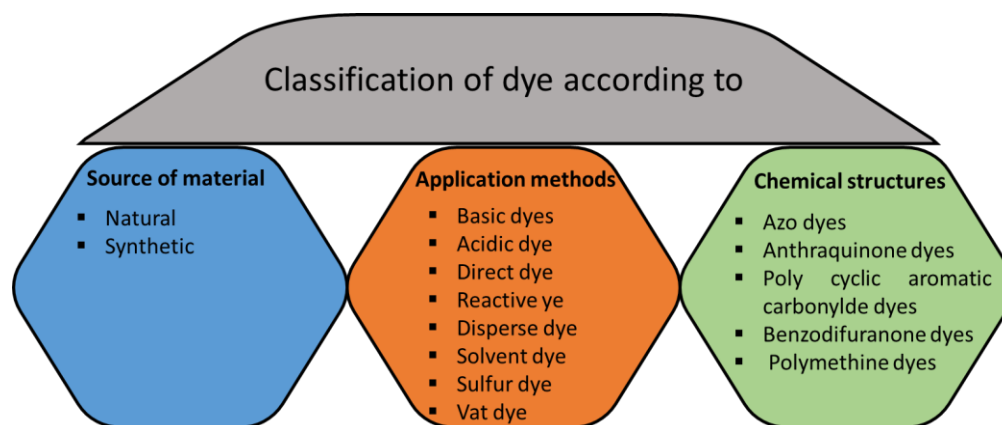 Classification of dye according to
Source of material
▪ Natural
▪ Synthetic
Application methods
▪ Basic dyes
▪ Acidic dye
▪ Direct dye
▪ Reactive ye
▪ Disperse dye
▪ Solvent dye
▪ Sulfur dye
▪ Vat dye
Chemical structures
▪ Azo dyes
▪ Anthraquinone dyes
▪ Poly cyclic aromatic
carbonylde dyes
▪ Benzodifuranone dyes
▪ Polymethine dyes